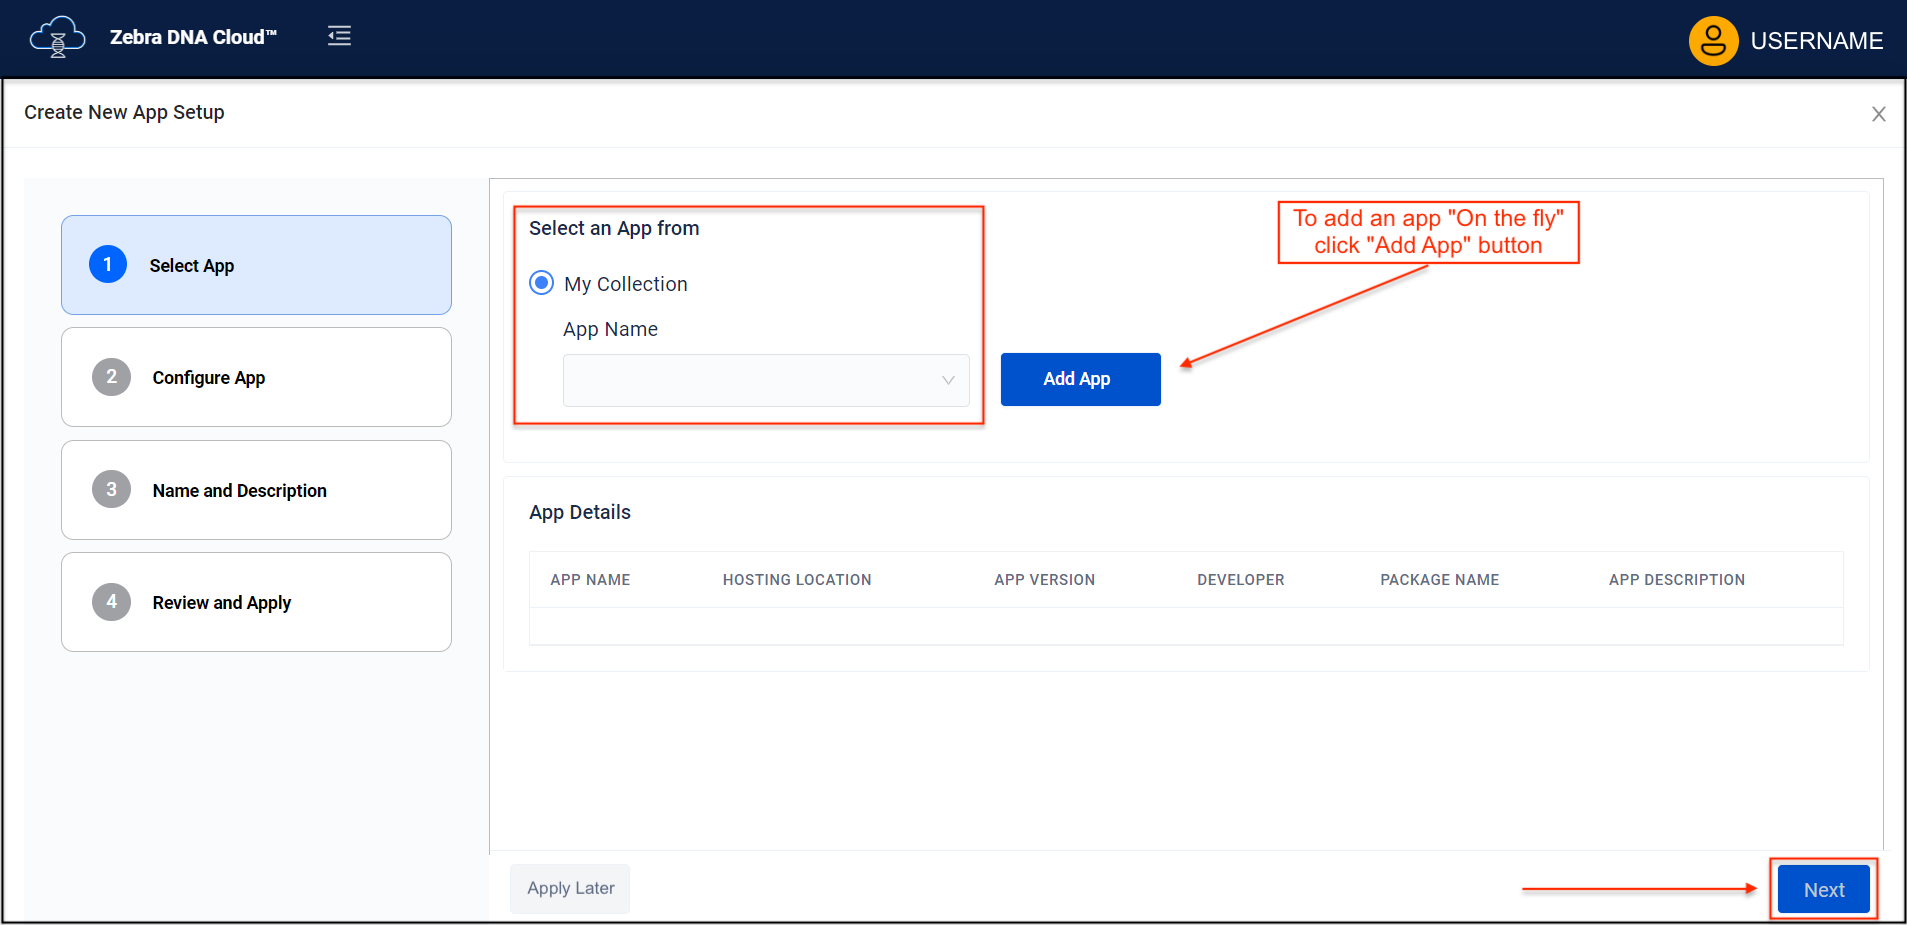 Zebra DNA Cloud™
USERNAME
Create New App Setup
1 Select App
2 Configure App
3 Name and Description
4 Review and Apply
Select an App from
My Collection
App Name
Add App
To add an app "On the fly"
click "Add App" button
App Details
APP NAME HOSTING LOCATION APP VERSION DEVELOPER PACKAGE NAME APP DESCRIPTION
Apply Later
Next